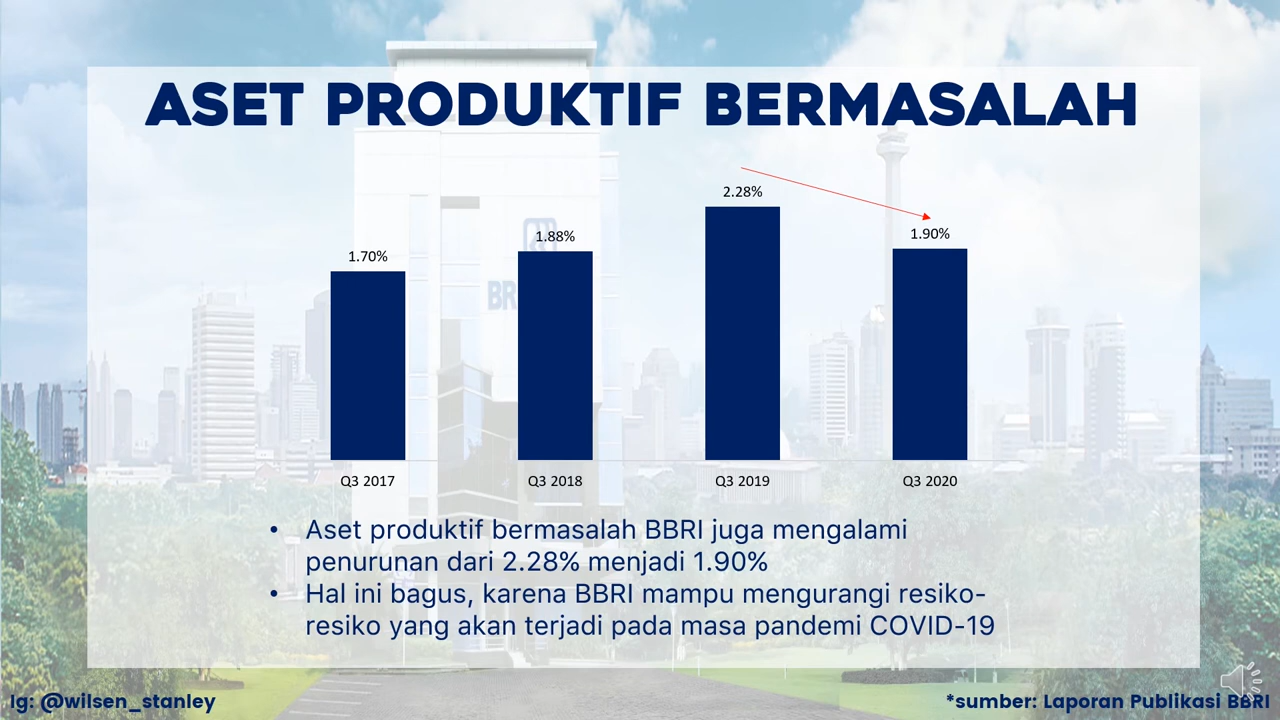 ASET PRODUKTIF BERMASALAH
2.28%
1.90%
1.88%
1.70%
BR
Q3 2017
Q3 2018
Q3 2019
Q3 2020
• Aset produktif bermasalah BBRI juga mengalami
penurunan dari 2.28% menjadi 1.90%
• Hal ini bagus, karena BBRI mampu mengurangi resiko-
resiko yang akan terjadi pada masa pandemi COVID-19
Ig: @wilsen_stanley
*sumber: Laporan Publikasi BBRI